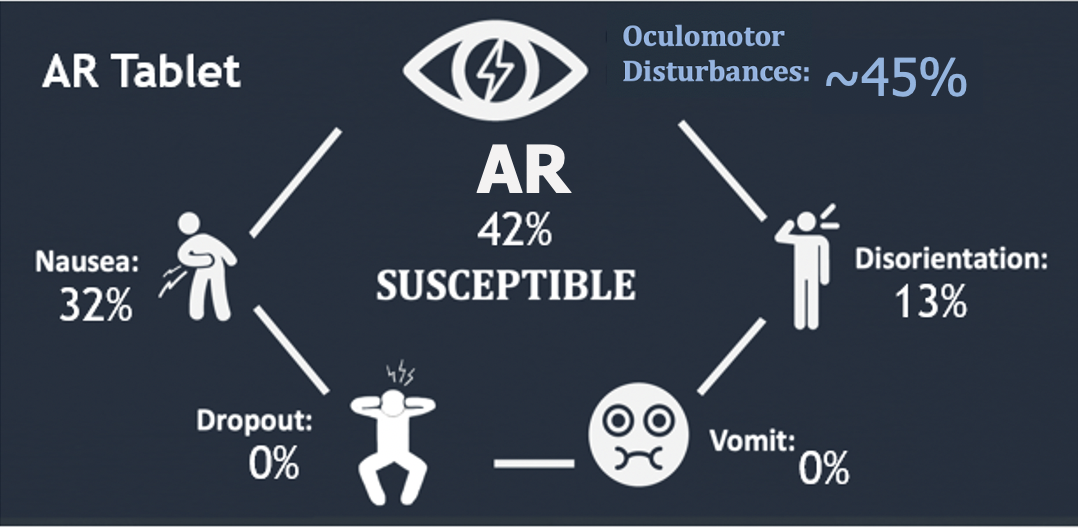 AR Tablet
Oculomotor
Disturbances: ~45%
AR
42%
SUSCEPTIBLE
Nausea:
32%
Disorientation:
13%
Dropout:
0%
Vomit:
0%